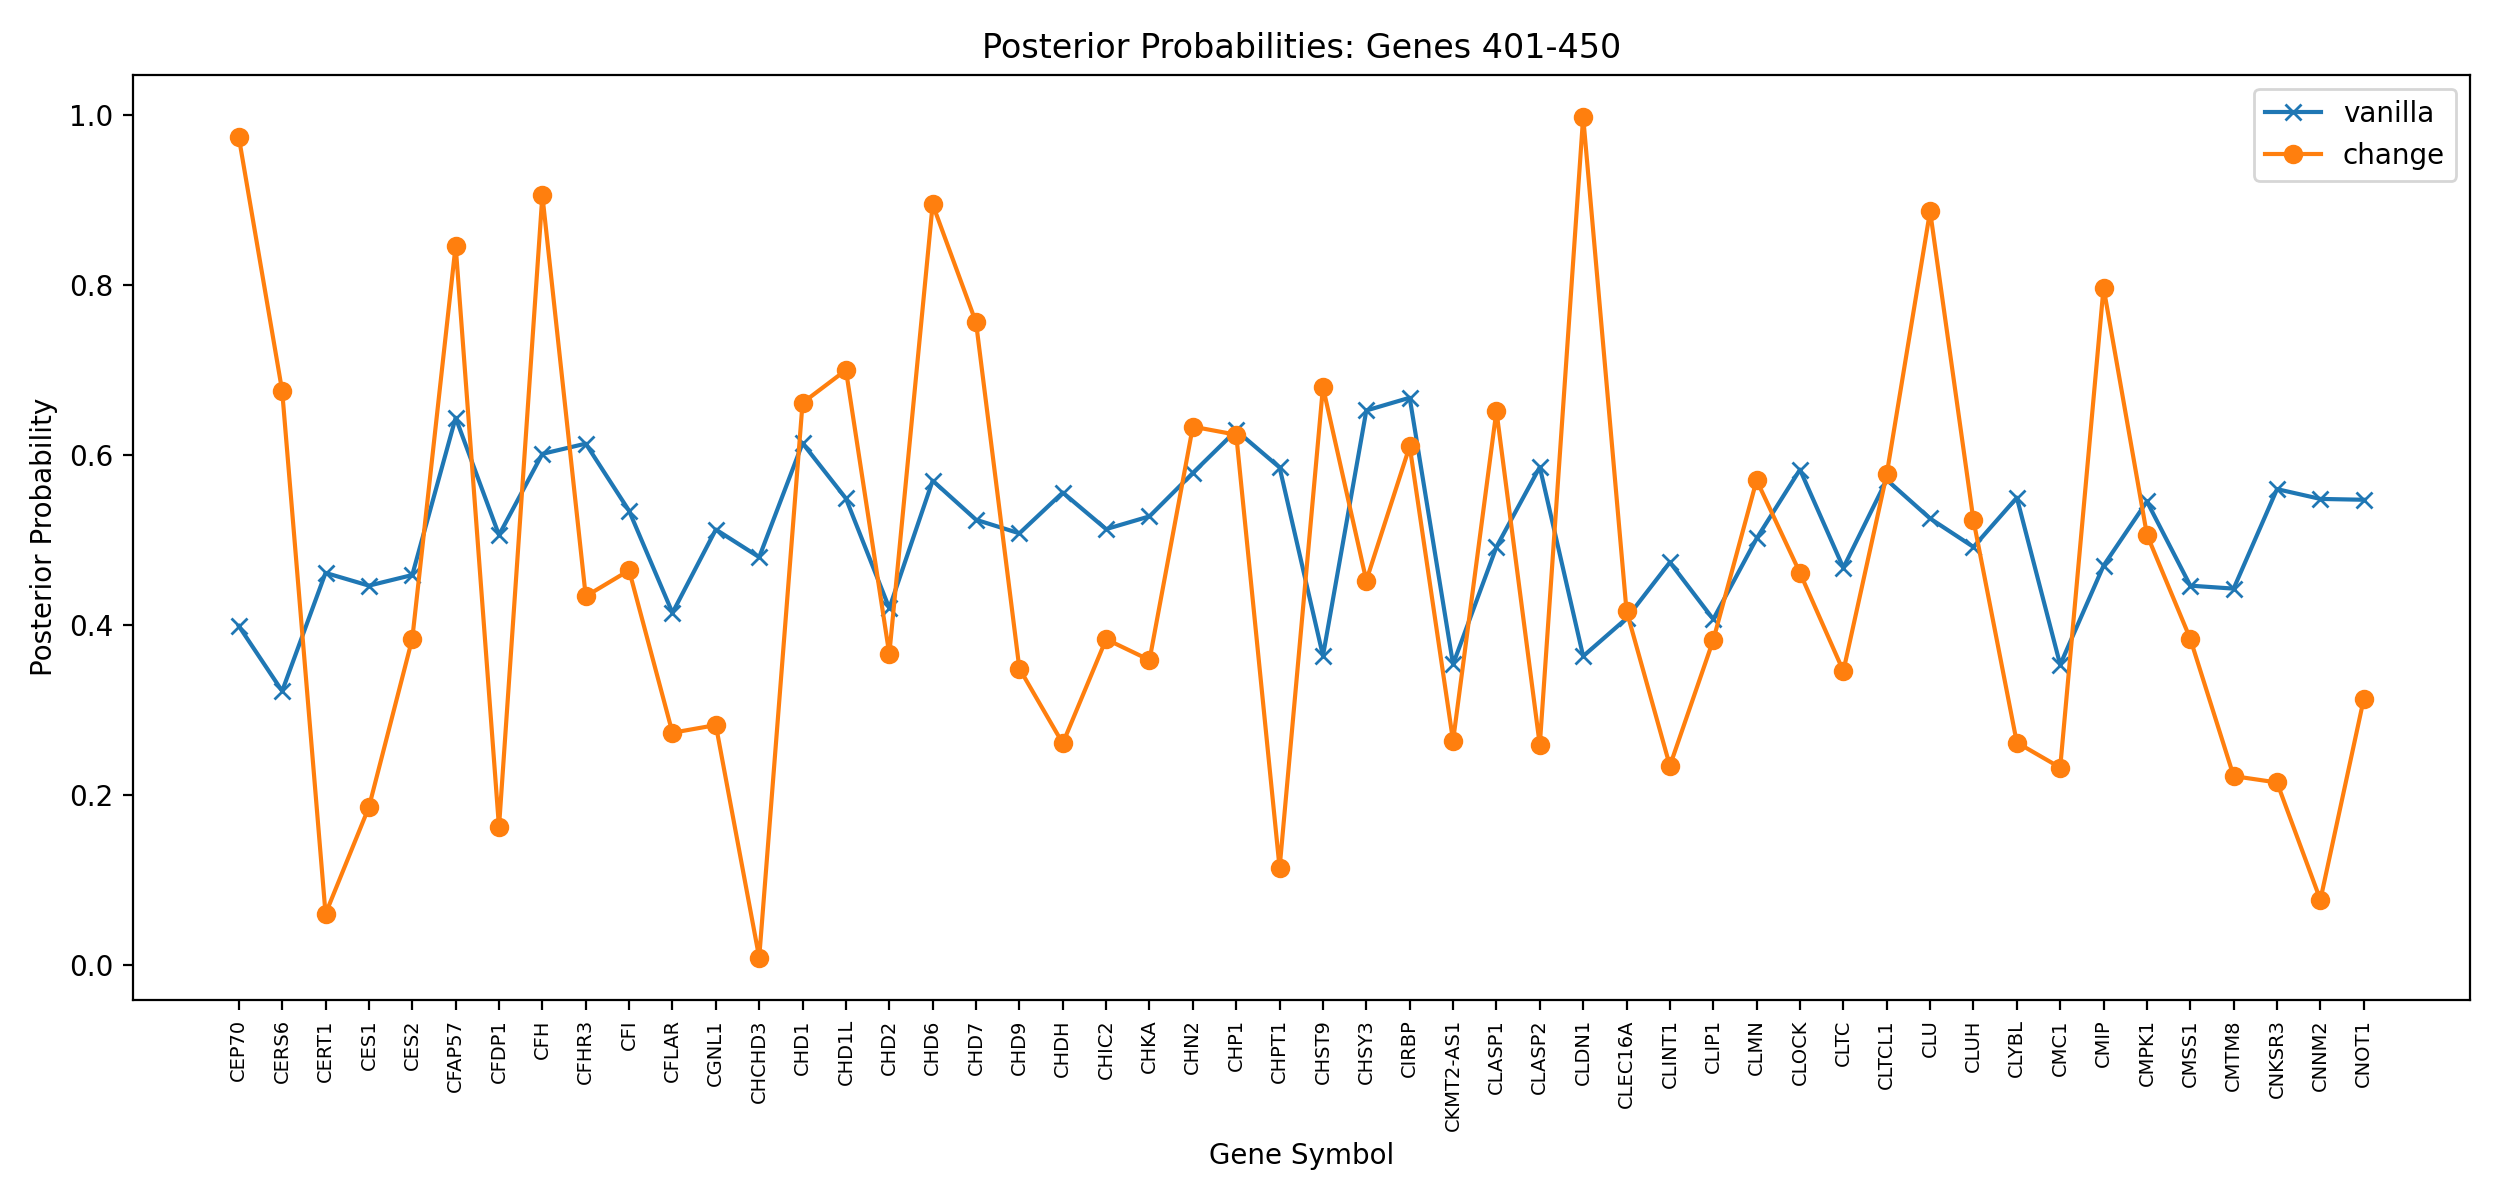 Posterior Probabilities: Genes 401-450
vanilla
change
Posterior Probability
1.0
0.8
0.6
0.4
0.2
0.0
CEP70
CERS6
CERT1
CES1
CES2
CFAP57
CFDP1
CFH
CFHR3
CFI
CFLAR
CGNL1
CHCHD3
CHD1
CHD1L
CHD2
CHD6
CHD7
CHD9
CHDH
CHIC2
CHKA
CHN2
CHP1
CHPT1
CHST9
CHSY3
CIRBP
CKMT2-AS1
CLASP1
CLASP2
CLDN1
CLEC16A
CLINT1
CLIP1
CLMN
CLOCK
CLTC
CLTCL1
CLU
CLUH
CLYBL
CMC1
CMIP
CMPK1
CMSS1
CMTM8
CNKSR3
CNNM2
CNOT1
Gene Symbol